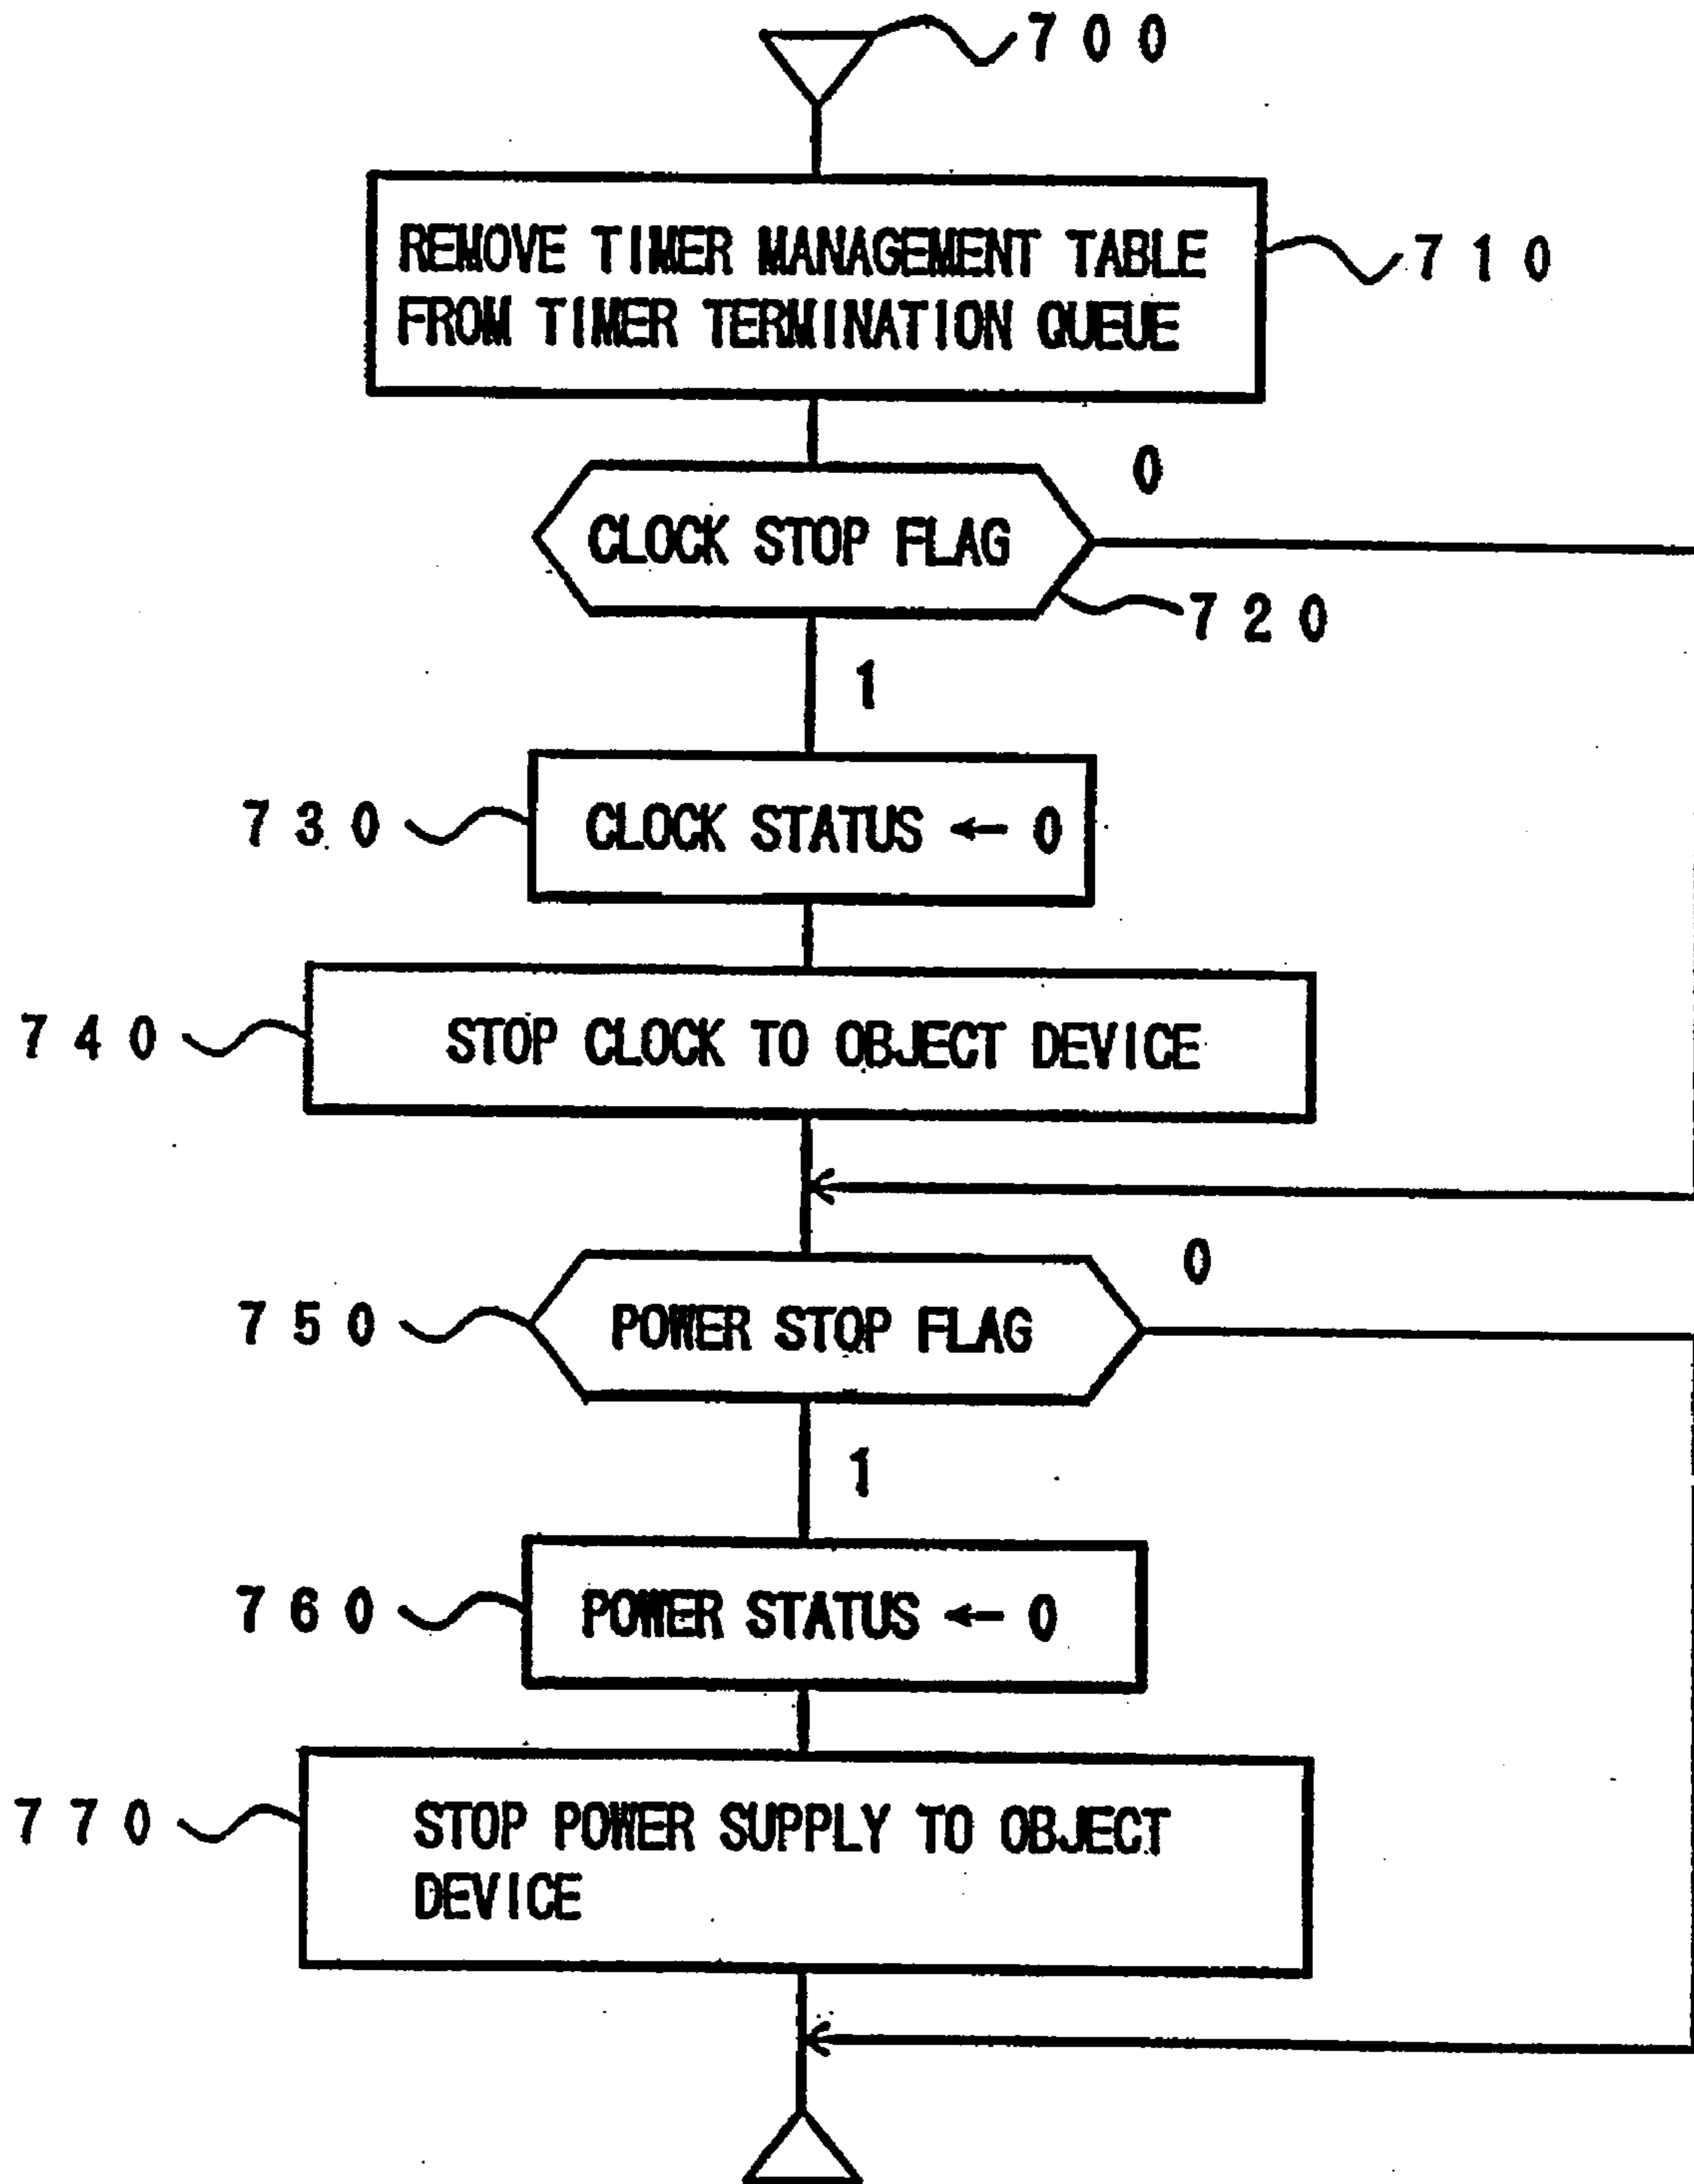 700
REMOVE TIMER MANAGEMENT TABLE
FROM TIMER TERMINATION QUEUE
710
0
CLOCK STOP FLAG
720
1
730
CLOCK STATUS ← 0
740
STOP CLOCK TO OBJECT DEVICE
0
750
POWER STOP FLAG
1
760
POWER STATUS ← 0
770
STOP POWER SUPPLY TO OBJECT
DEVICE